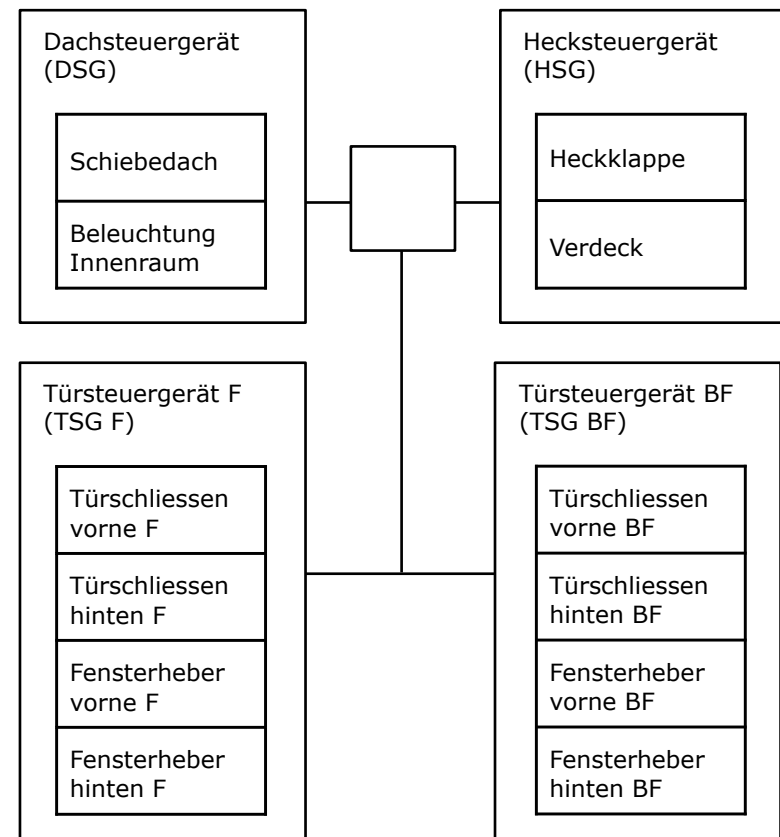 Dachsteuergerät
(DSG)
Schiebedach
Beleuchtung
Innenraum
Hecksteuergerät
(HSG)
Heckklappe
Verdeck
Türsteuergerät F
(TSG F)
Türschliessen
vorne F
Türschliessen
hinten F
Fensterheber
vorne F
Fensterheber
hinten F
Türsteuergerät BF
(TSG BF)
Türschliessen
vorne BF
Türschliessen
hinten BF
Fensterheber
vorne BF
Fensterheber
hinten BF